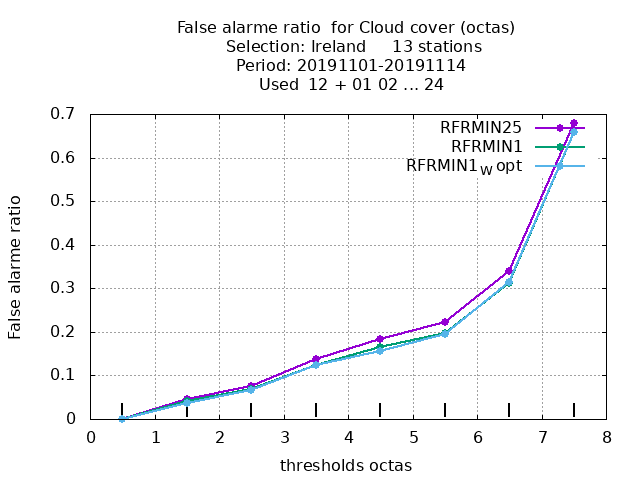 False alarme ratio  for Cloud cover (octas)
Selection: Ireland     13 stations
Period: 20191101-20191114
Used  12 + 01 02 ... 24
RFRMIN25
RFRMIN1
RFRMIN1W opt
0.7
0.6
0.5
0.4
0.3
0.2
0.1
0
False alarme ratio
0 1 2 3 4 5 6 7 8
thresholds octas